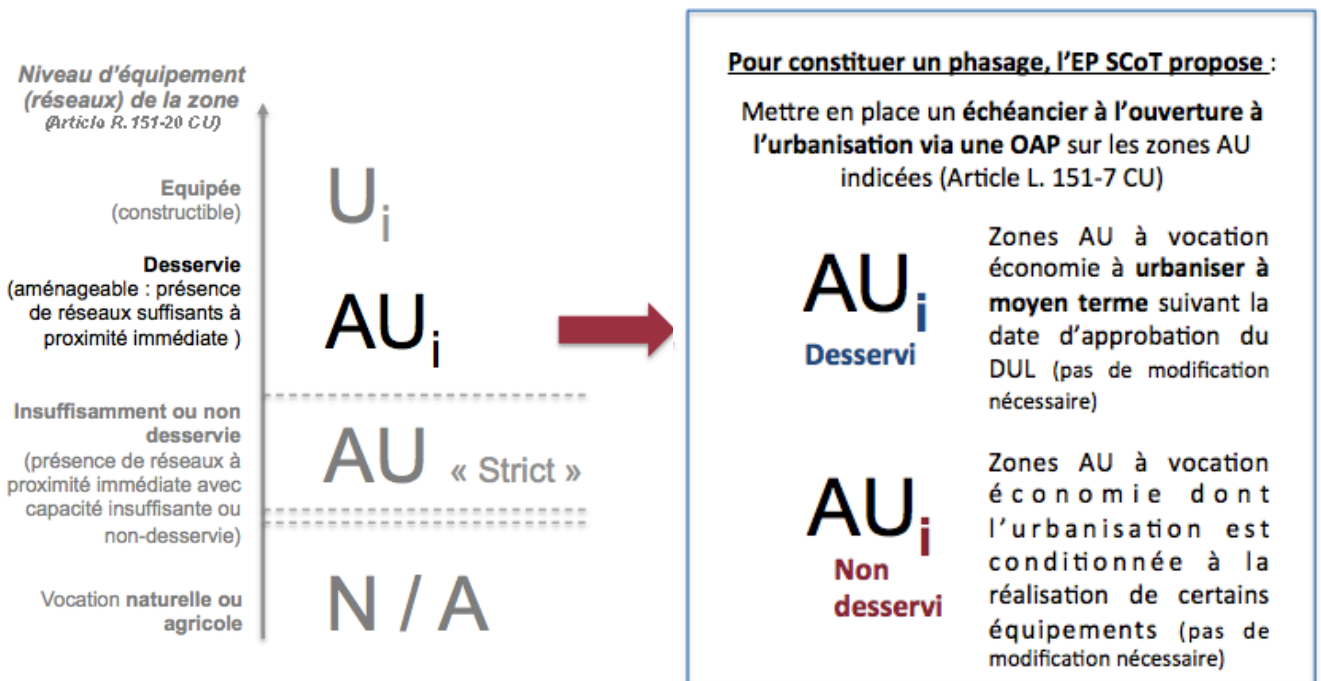 Niveau d'équipement
(réseaux) de la zone
(Article R. 151-20 CU)
Equipée
(constructible)
Ui
Desservie
(aménageable : présence
de réseaux suffisants à
proximité immédiate )
AUi
Insuffisamment ou non
desservie
(présence de réseaux à
proximité immédiate avec
capacité insuffisante ou
non-desservie)
AU « Strict »
Vocation naturelle ou
agricole
N / A
Pour constituer un phasage, l'EP SCoT propose :
Mettre en place un échéancier à l'ouverture à
l'urbanisation via une OAP sur les zones AU
indicées (Article L. 151-7 CU)
AUi
Desservi
Zones AU à vocation
économie à urbaniser à
moyen terme suivant la
date d'approbation du
DUL (pas de modification
nécessaire)
AUi
Non
desservi
Zones AU à vocation
économie dont
l'urbanisation est
conditionnée à la
réalisation de certains
équipements (pas de
modification nécessaire)